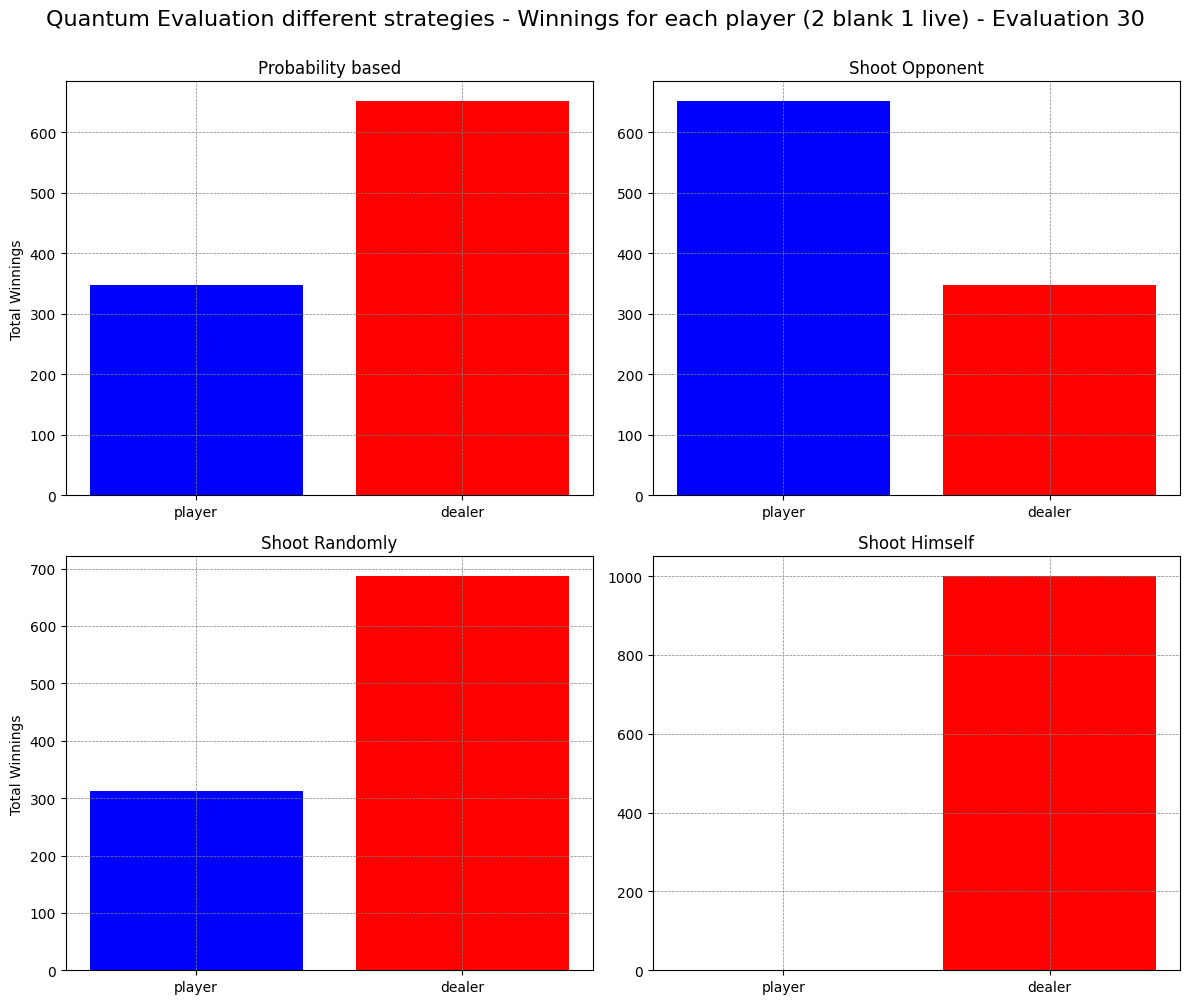 Quantum Evaluation different strategies - Winnings for each player (2 blank 1 live) - Evaluation 30
Probability based
Total Winnings
600
500
400
300
200
100
0
player dealer
Shoot Opponent
600
500
400
300
200
100
0
player dealer
Shoot Randomly
Total Winnings
700
600
500
400
300
200
100
0
player dealer
Shoot Himself
1000
800
600
400
200
0
player dealer